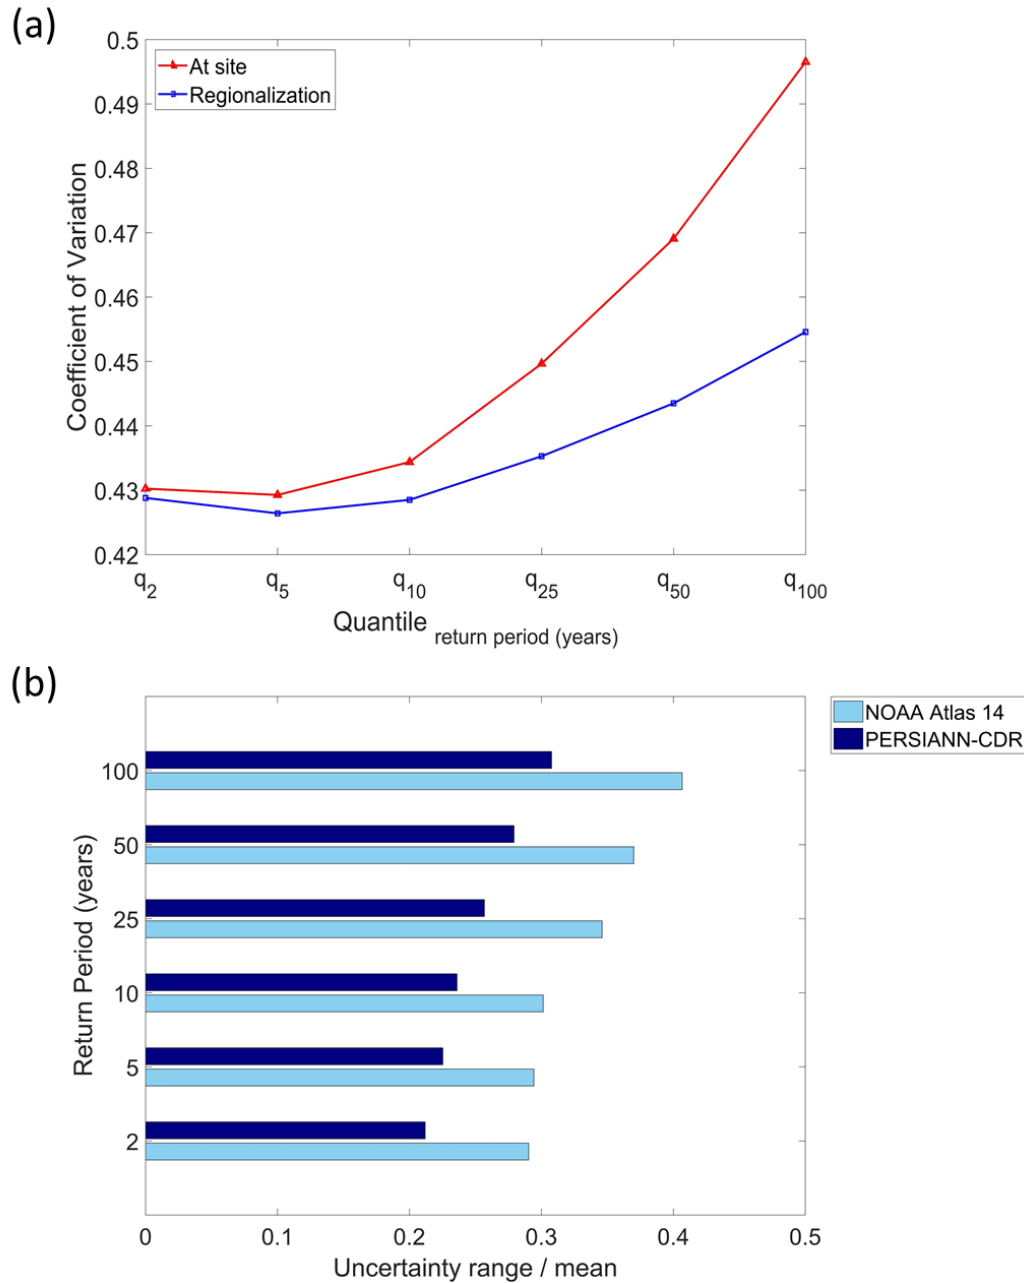 (a)
0.5
0.49
0.48
0.47
0.46
0.45
0.44
0.43
0.42
Coefficient of Variation
At site
Regionalization
q2 q5 q10 q25 q50 q100
Quantile return period (years)
(b)
NOAA Atlas 14
PERSIANN-CDR
100
50
25
10
5
2
Return Period (years)
0 0.1 0.2 0.3 0.4 0.5
Uncertainty range / mean